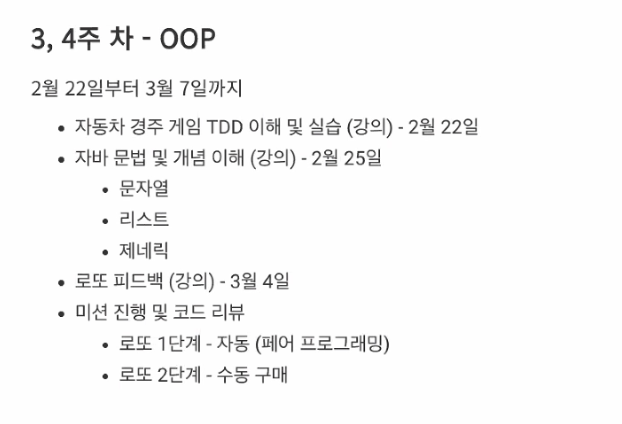 3, 4주 차 - OOP
2월 22일부터 3월 7일까지
• 자동차 경주 게임 TDD 이해 및 실습 (강의) - 2월 22일
• 자바 문법 및 개념 이해 (강의) - 2월 25일
• 문자열
• 리스트
• 제네릭
• 로또 피드백 (강의) - 3월 4일
• 미션 진행 및 코드 리뷰
• 로또 1단계 - 자동 (페어 프로그래밍)
• 로또 2단계 - 수동 구매